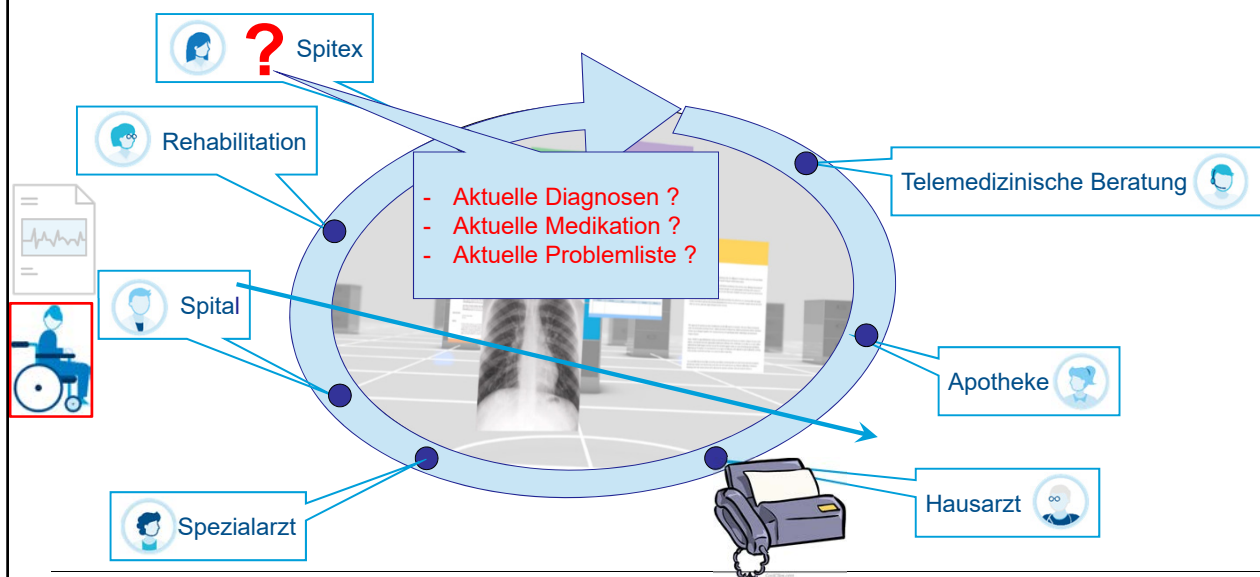 ? Spitex
Rehabilitation
Telemedizinische Beratung
- Aktuelle Diagnosen ?
- Aktuelle Medikation ?
- Aktuelle Problemliste ?
Spital
Apotheke
Hausarzt
Spezialarzt